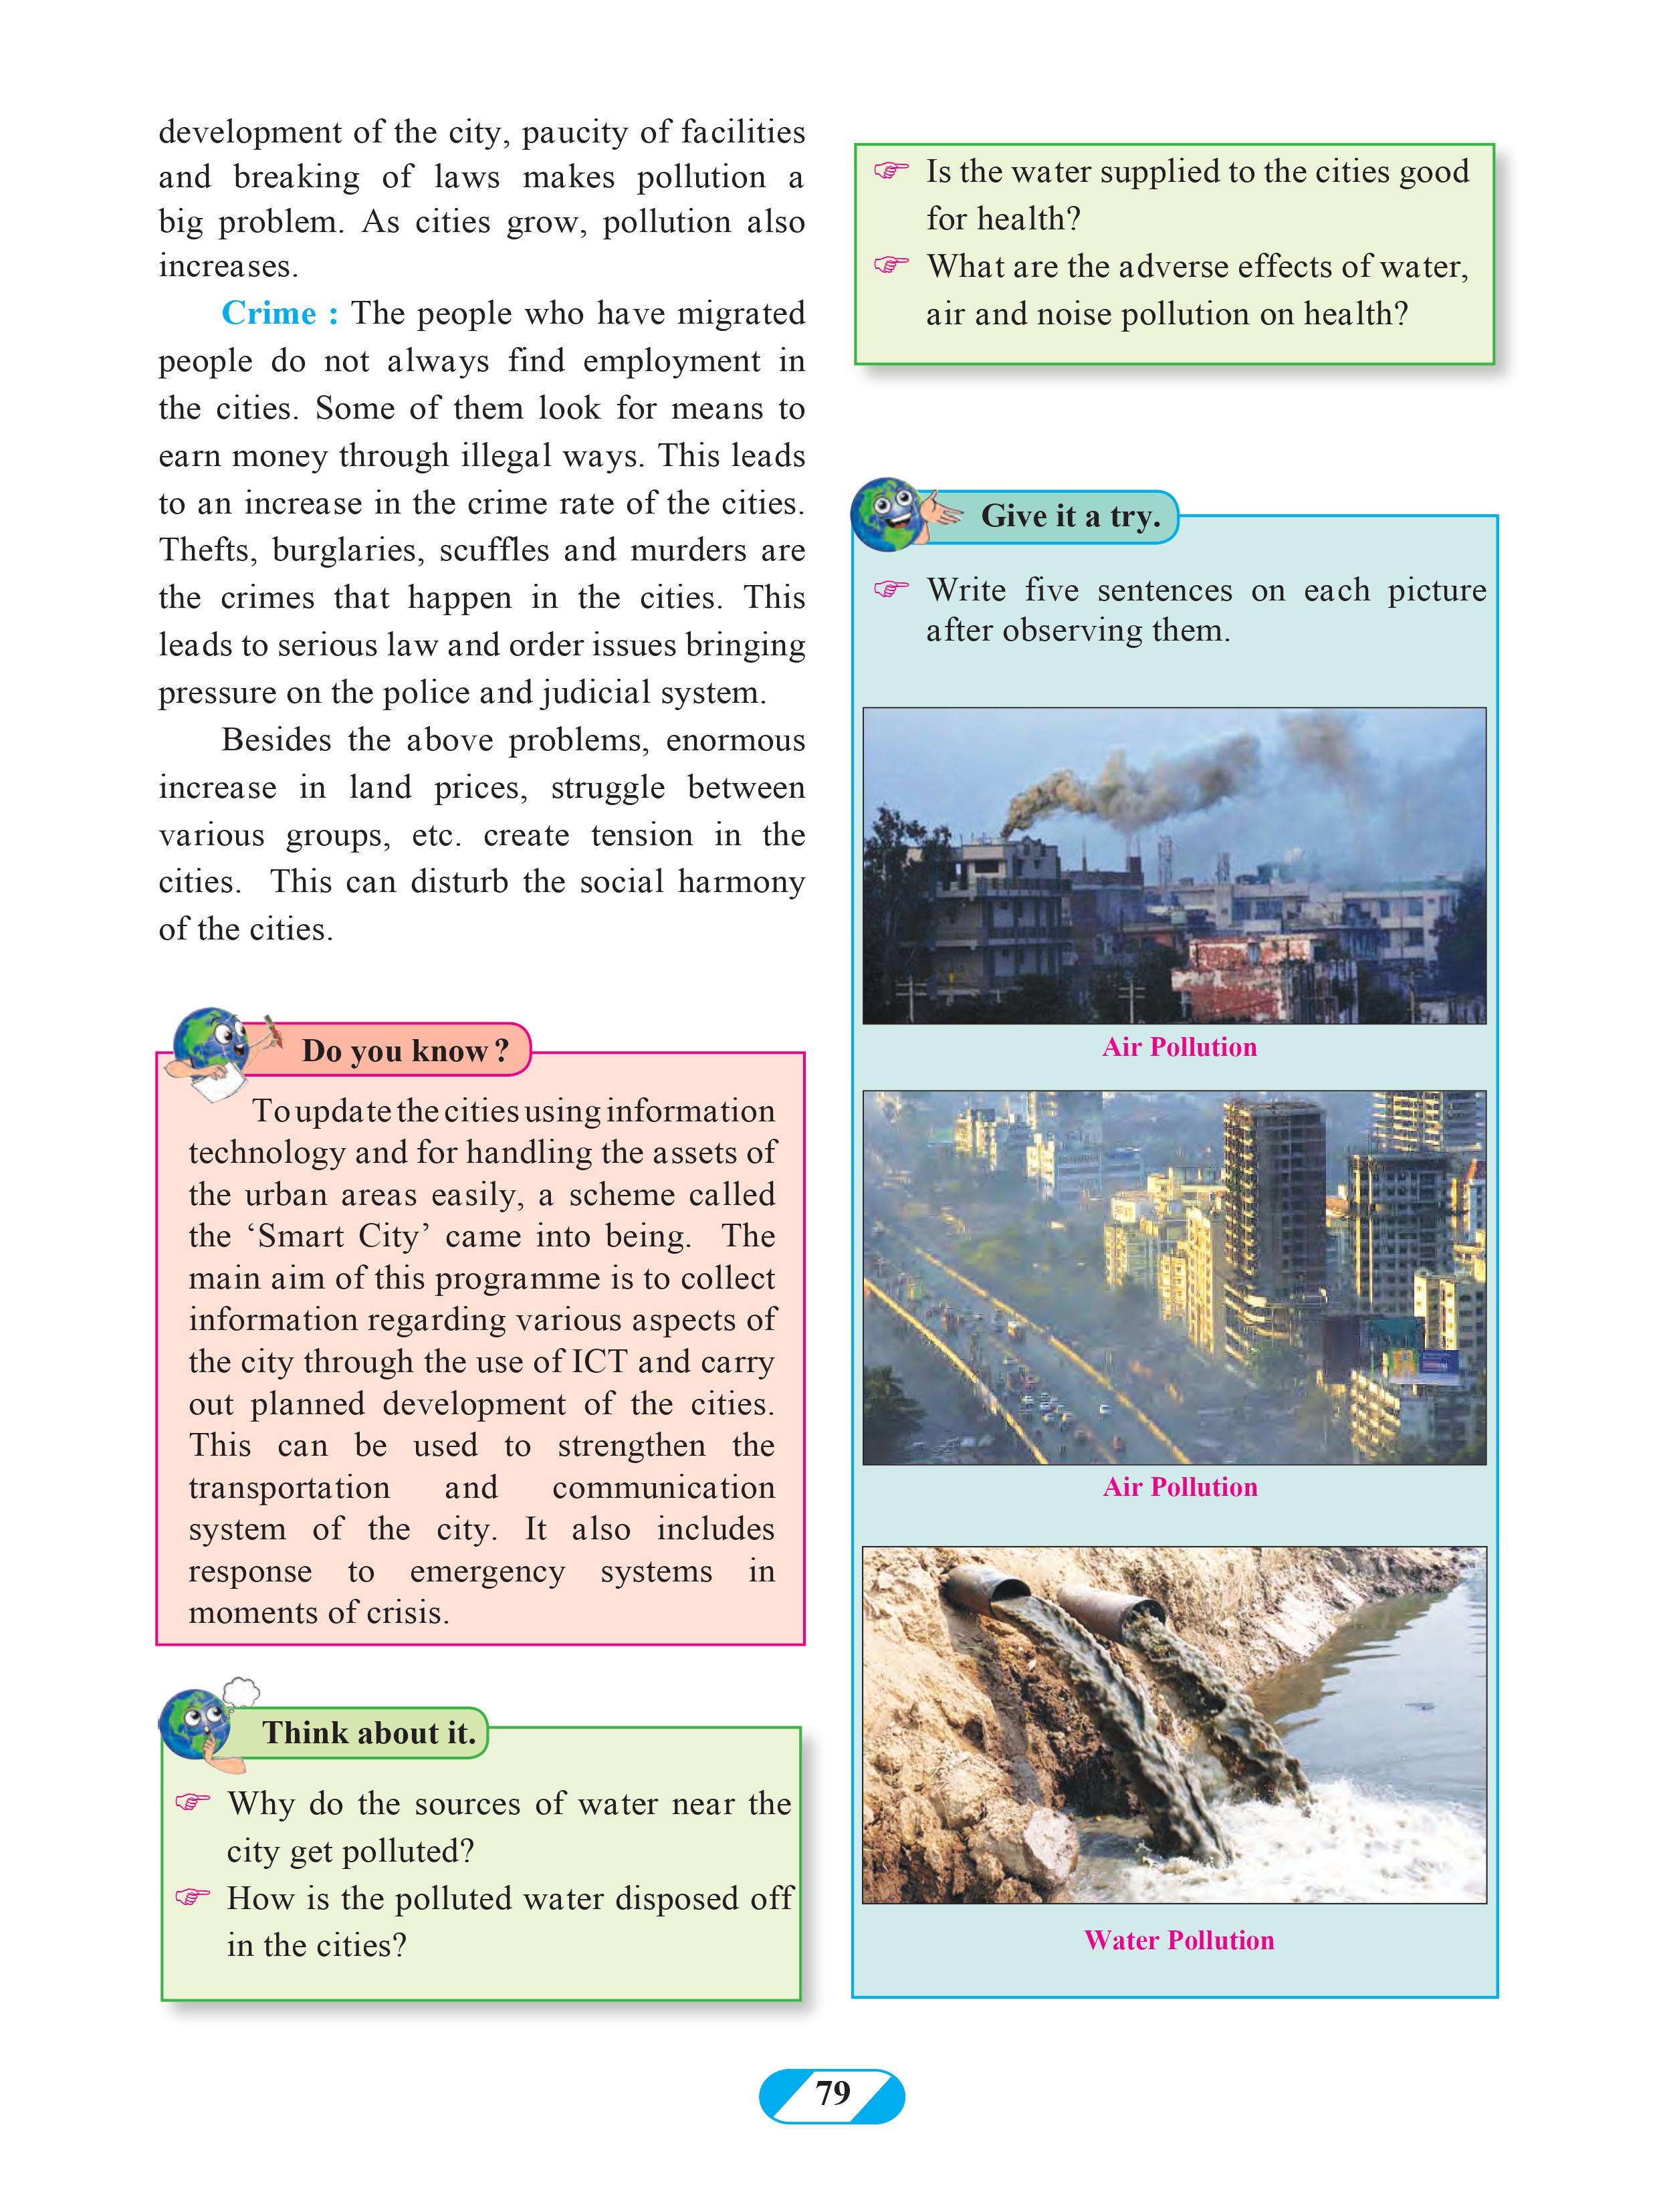 development of the city, paucity of facilities
and breaking of laws makes pollution a
big problem. As cities grow, pollution also
increases.
Crime : The people who have migrated
people do not always find employment in
the cities. Some of them look for means to
earn money through illegal ways. This leads
to an increase in the crime rate of the cities.
Thefts, burglaries, scuffles and murders are
the crimes that happen in the cities. This
leads to serious law and order issues bringing
pressure on the police and judicial system.
Besides the above problems, enormous
increase in land prices, struggle between
various groups, etc. create tension in the
cities. This can disturb the social harmony
of the cities.
Do you know?
To update the cities using information
technology and for handling the assets of
the urban areas easily, a scheme called
the ‘Smart City’ came into being. The
main aim of this programme is to collect
information regarding various aspects of
the city through the use of ICT and carry
out planned development of the cities.
This can be used to strengthen the
transportation and communication
system of the city. It also includes
response to emergency systems in
moments of crisis.
Think about it.
Why do the sources of water near the
city get polluted?
How is the polluted water disposed off
in the cities?
Is the water supplied to the cities good
for health?
What are the adverse effects of water,
air and noise pollution on health?
Give it a try.
Write five sentences on each picture
after observing them.
Air Pollution
Air Pollution
Water Pollution
79